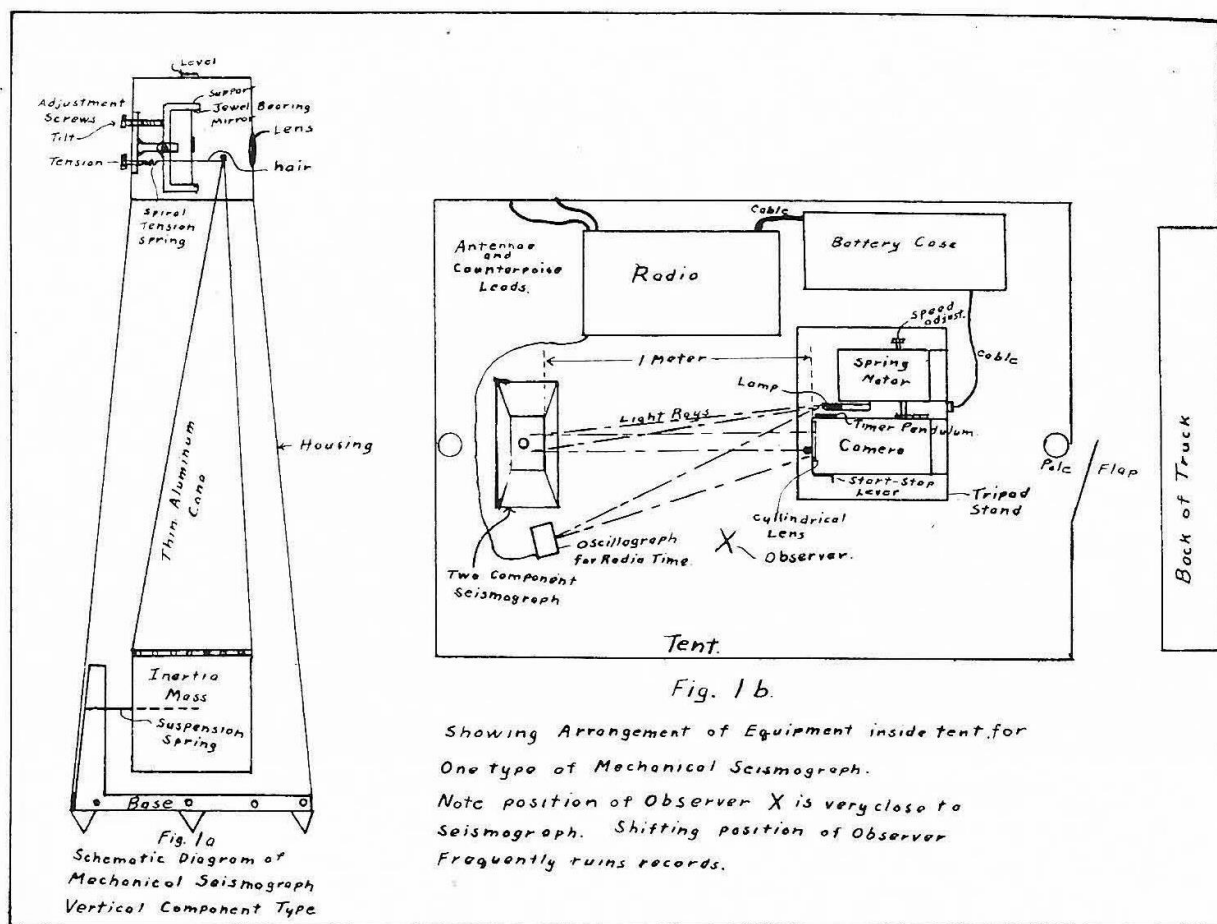 Level
Support
Jewel Bearing
Mirror
Adjustment
Screws
Tilt
Tension
Lens
hair
Spiral
Tension
Spring
Thin Aluminum
Cone
Housing
Inertia
Mass
Suspension
Spring
Base
Fig. 1a
Schematic Diagram of
Mechanical Seismograph
Vertical Component Type
Antennae
and
Counterpoise
Leads.
Radio
Cable
Battery Case
Speed
adjust.
Cable
1 Meter
Spring
Motor
Lamp
Light Rays
Timer Pendulum
Camera
Start-Stop
Lever
Tripod
Stand
Cyllindrical
Lens
Pole
Flap
Oscillograph
for Radio Time.
X
Observer.
Two Component
Seismograph
Tent.
Back of Truck
Fig. 1b.
Showing Arrangement of Equipment inside tent for
One type of Mechanical Seismograph.
Note position of Observer X is very close to
Seismograph. Shifting position of Observer
Frequently ruins records.